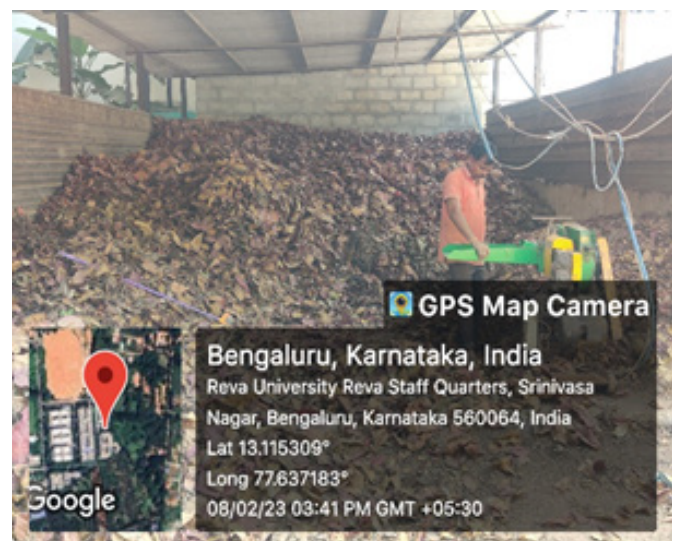 GPS Map Camera
Bengaluru, Karnataka, India
Reva University Reva Staff Quarters, Srinivasa
Nagar, Bengaluru, Karnataka 560064, India
Lat 13.115309°
Long 77.637183°
08/02/23 03:41 PM GMT +05:30
Google